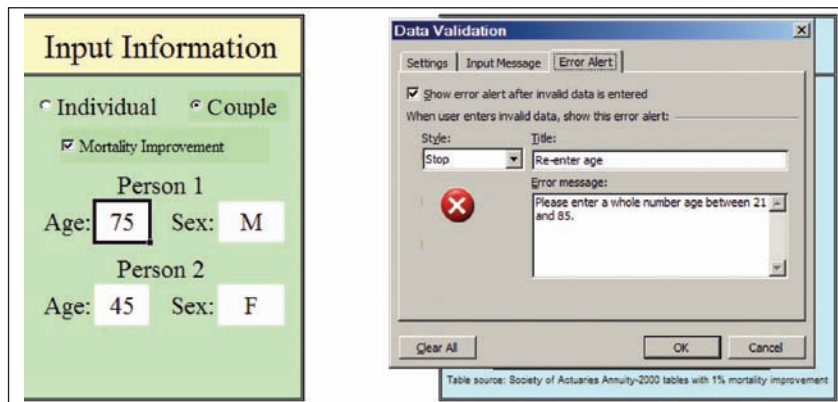 Input Information
Individual Couple
Mortality Improvement
Person 1
Age: 75 Sex: M
Person 2
Age: 45 Sex: F
Data Validation
Settings Input Message Error Alert
Show error alert after invalid data is entered
When user enters invalid data, show this error alert:
Style: Title:
Stop Re-enter age
Error message:
Please enter a whole number age between 21
and 85.
Clear All OK Cancel
Table source: Society of Actuaries Annuity-2000 tables with 1% mortality improvement